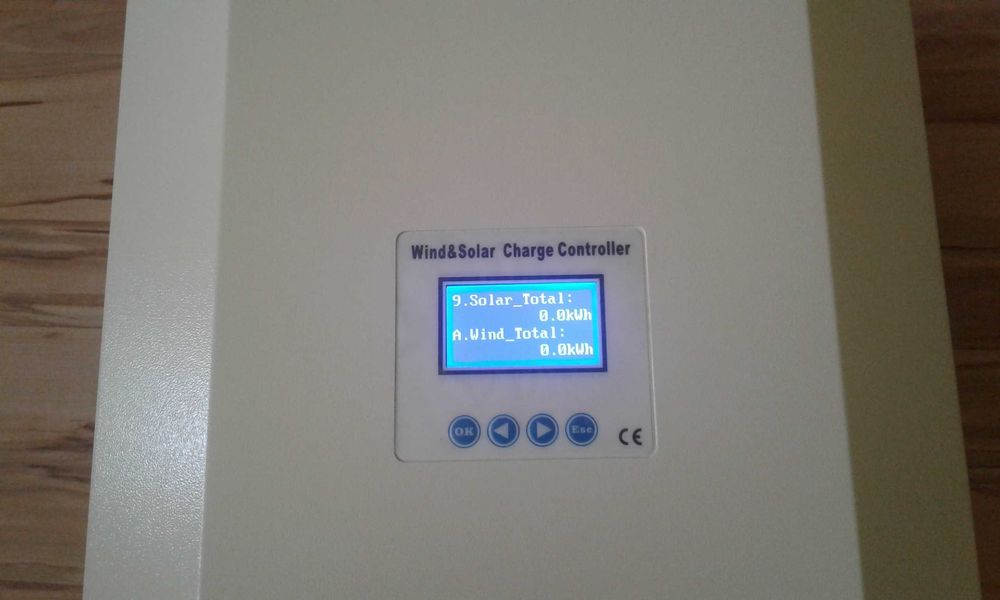 Wind&Solar Charge Controller
9.Solar_Total:
0.0kWh
A.Wind_Total:
0.0kWh
OK
Esc
CE